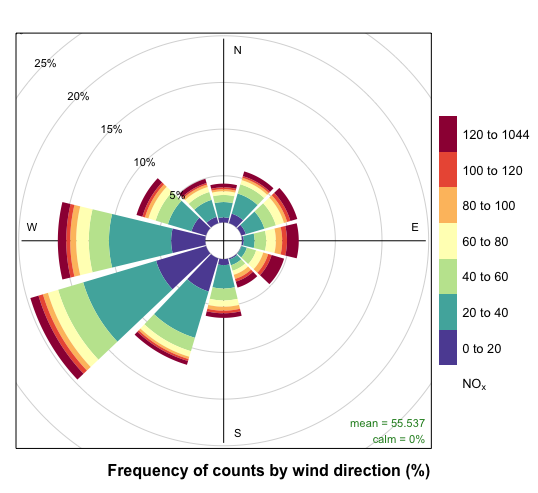 N
25%
20%
15%
10%
5%
W
E
S
mean = 55.537
calm = 0%
120 to 1044
100 to 120
80 to 100
60 to 80
40 to 60
20 to 40
0 to 20
NOₓ
Frequency of counts by wind direction (%)